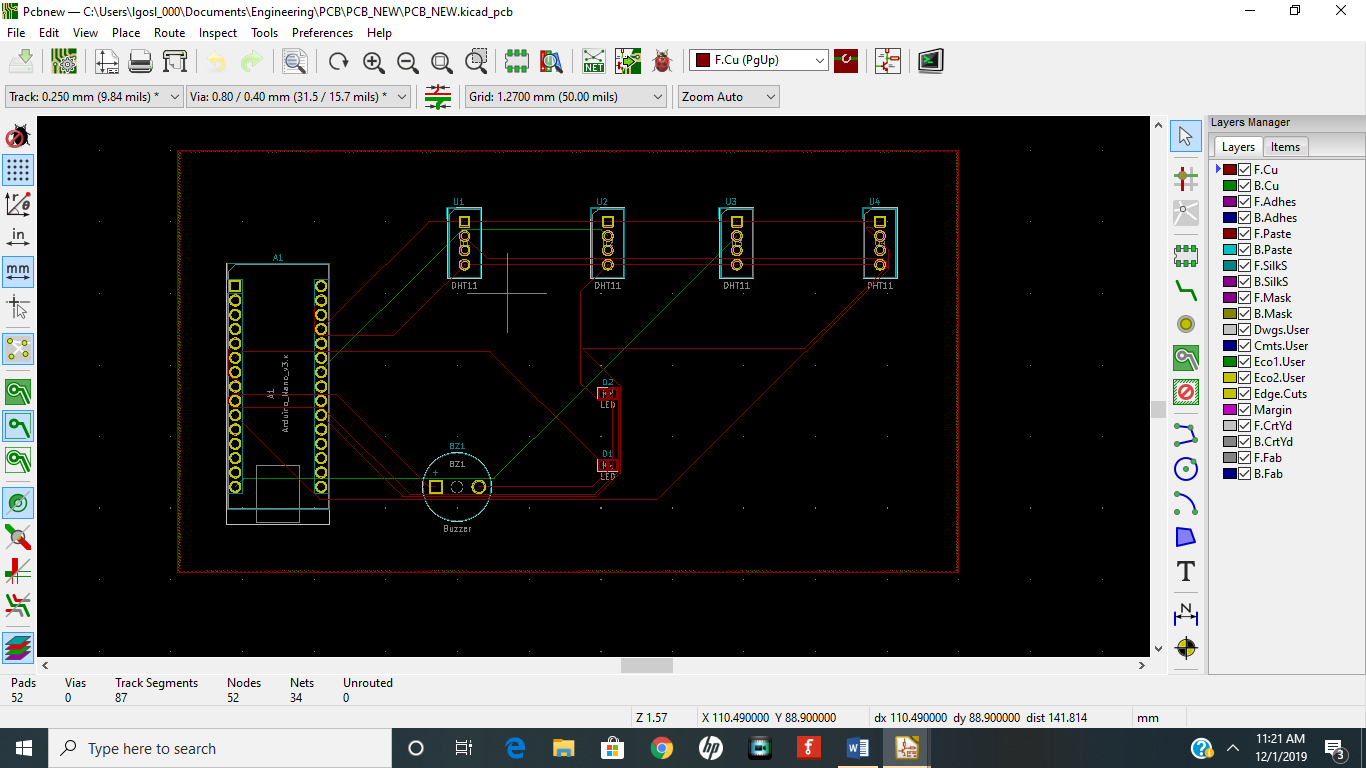 Pcbnew — C:\Users\Igosl_000\Documents\Engineering\PCB\PCB_NEW\PCB_NEW.kicad_pcb
File Edit View Place Route Inspect Tools Preferences Help
NET F.Cu (PgUp)
Track: 0.250 mm (9.84 mils) * Via: 0.80 / 0.40 mm (31.5 / 15.7 mils) * Grid: 1.2700 mm (50.00 mils) Zoom Auto
in
mm
U1 U2 U3 U4
DHT11 DHT11 DHT11 DHT11
A1
A1
Arduino_Nano_v3.x
D2
LED
D1
LED
BZ1
BZ1
+
Buzzer
T
N
Layers Manager
Layers Items
F.Cu
B.Cu
F.Adhes
B.Adhes
F.Paste
B.Paste
F.SilkS
B.SilkS
F.Mask
B.Mask
Dwgs.User
Cmts.User
Eco1.User
Eco2.User
Edge.Cuts
Margin
F.CrtYd
B.CrtYd
F.Fab
B.Fab
Pads Vias Track Segments Nodes Nets Unrouted
52 0 87 52 34 0
Z 1.57 X 110.490000 Y 88.900000 dx 110.490000 dy 88.900000 dist 141.814 mm
Type here to search
11:21 AM
12/1/2019
3